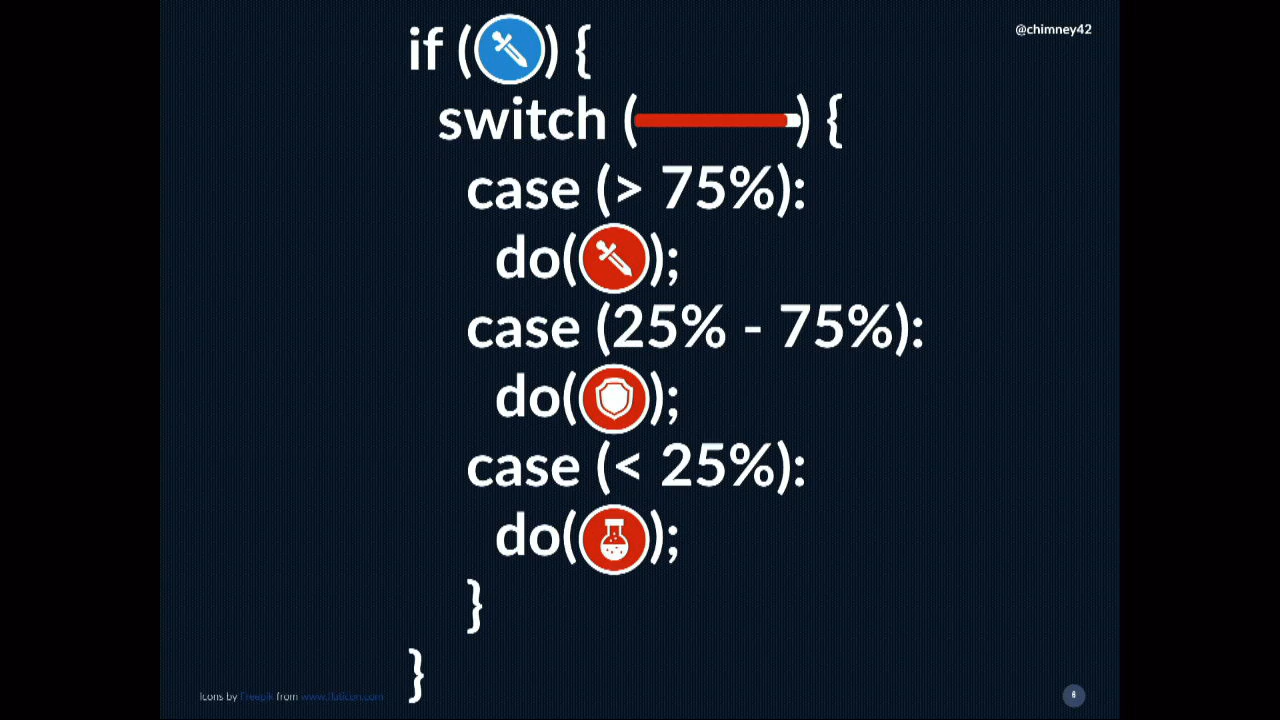 @chimney42
if () {
switch () {
case (> 75%):
do();
case (25% - 75%):
do();
case (< 25%):
do();
}
}
Icons by Freepik from www.flaticon.com
6